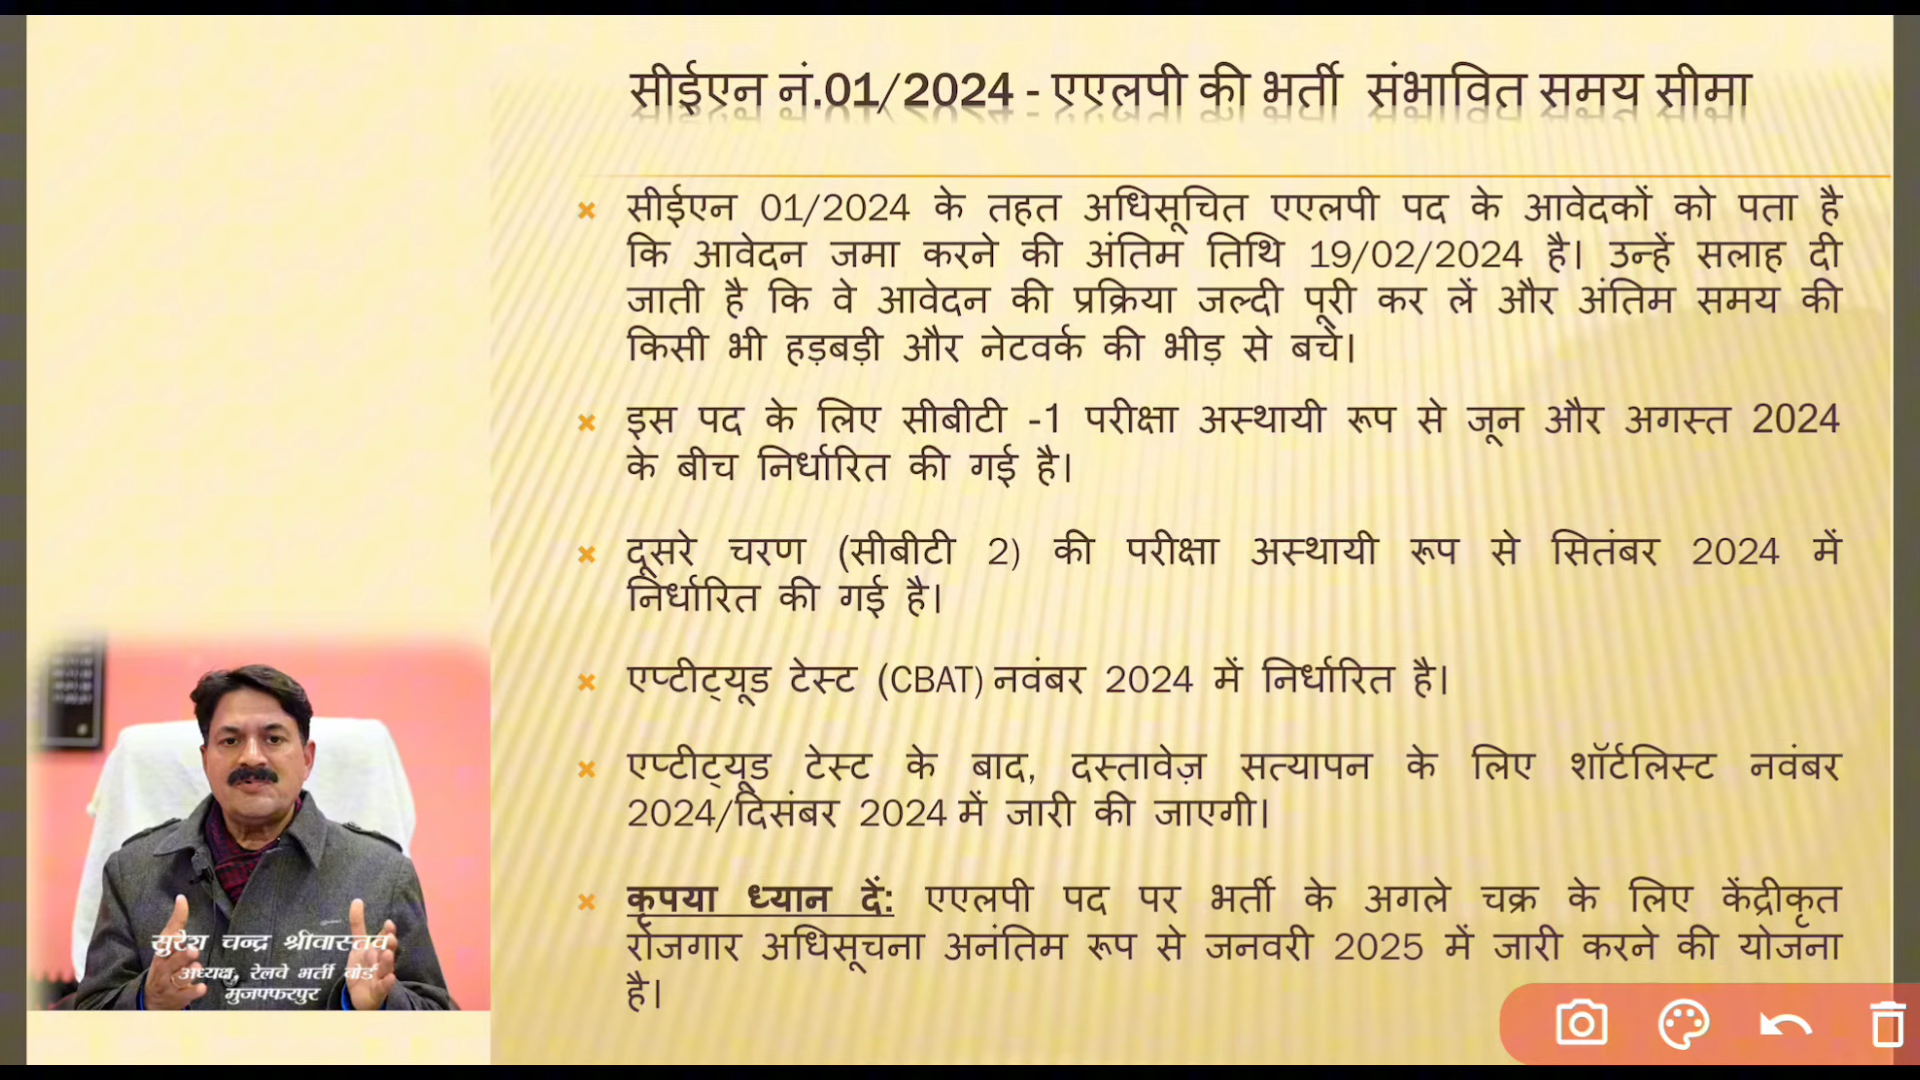 सीईएन नं.01/2024 - एएलपी की भर्ती संभावित समय सीमा
सीईएन 01/2024 के तहत अधिसूचित एएलपी पद के आवेदकों को पता है
कि आवेदन जमा करने की अंतिम तिथि 19/02/2024 है। उन्हें सलाह दी
जाती है कि वे आवेदन की प्रक्रिया जल्दी पूरी कर लें और अंतिम समय की
किसी भी हड़बड़ी और नेटवर्क की भीड़ से बचें।
इस पद के लिए सीबीटी -1 परीक्षा अस्थायी रूप से जून और अगस्त 2024
के बीच निर्धारित की गई है।
दूसरे चरण (सीबीटी 2) की परीक्षा अस्थायी रूप से सितंबर 2024 में
निर्धारित की गई है।
एप्टीट्यूड टेस्ट (CBAT) नवंबर 2024 में निर्धारित है।
एप्टीट्यूड टेस्ट के बाद, दस्तावेज़ सत्यापन के लिए शॉर्टलिस्ट नवंबर
2024/दिसंबर 2024 में जारी की जाएगी।
कृपया ध्यान दें: एएलपी पद पर भर्ती के अगले चक्र के लिए केंद्रीकृत
रोजगार अधिसूचना अनंतिम रूप से जनवरी 2025 में जारी करने की योजना
है।
सुरेश चन्द्र श्रीवास्तव
अध्यक्ष, रेलवे भर्ती बोर्ड
मुजफ्फरपुर